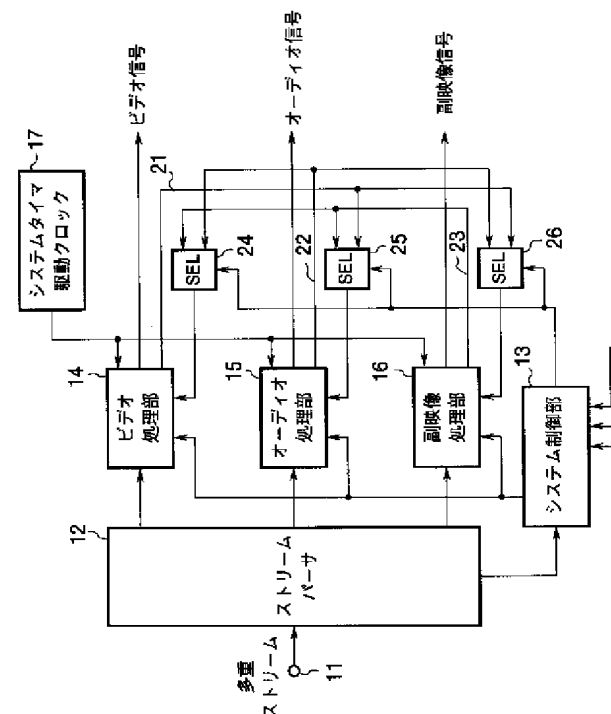 多重
ストリーム
11
12
ストリーム
パーサ
14
ビデオ
処理部
15
オーディオ
処理部
16
副映像
処理部
13
システム制御部
17
システムタイマ
駆動クロック
21
22
23
SEL
24
SEL
25
SEL
26
ビデオ信号
オーディオ信号
副映像信号